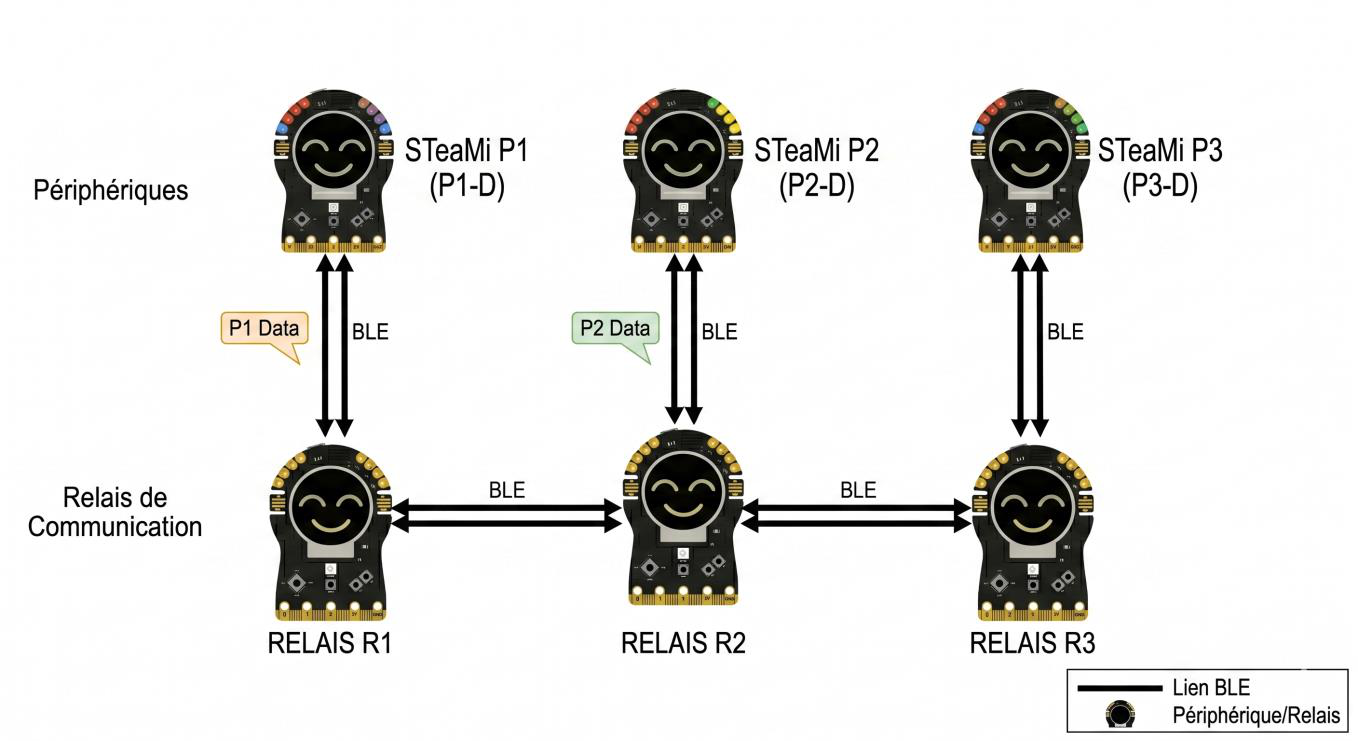 STeaMi P1
(P1-D)
STeaMi P2
(P2-D)
STeaMi P3
(P3-D)
Périphériques
P1 Data
BLE
P2 Data
BLE
BLE
Relais de
Communication
BLE
BLE
RELAIS R1
RELAIS R2
RELAIS R3
Lien BLE
Périphérique/Relais